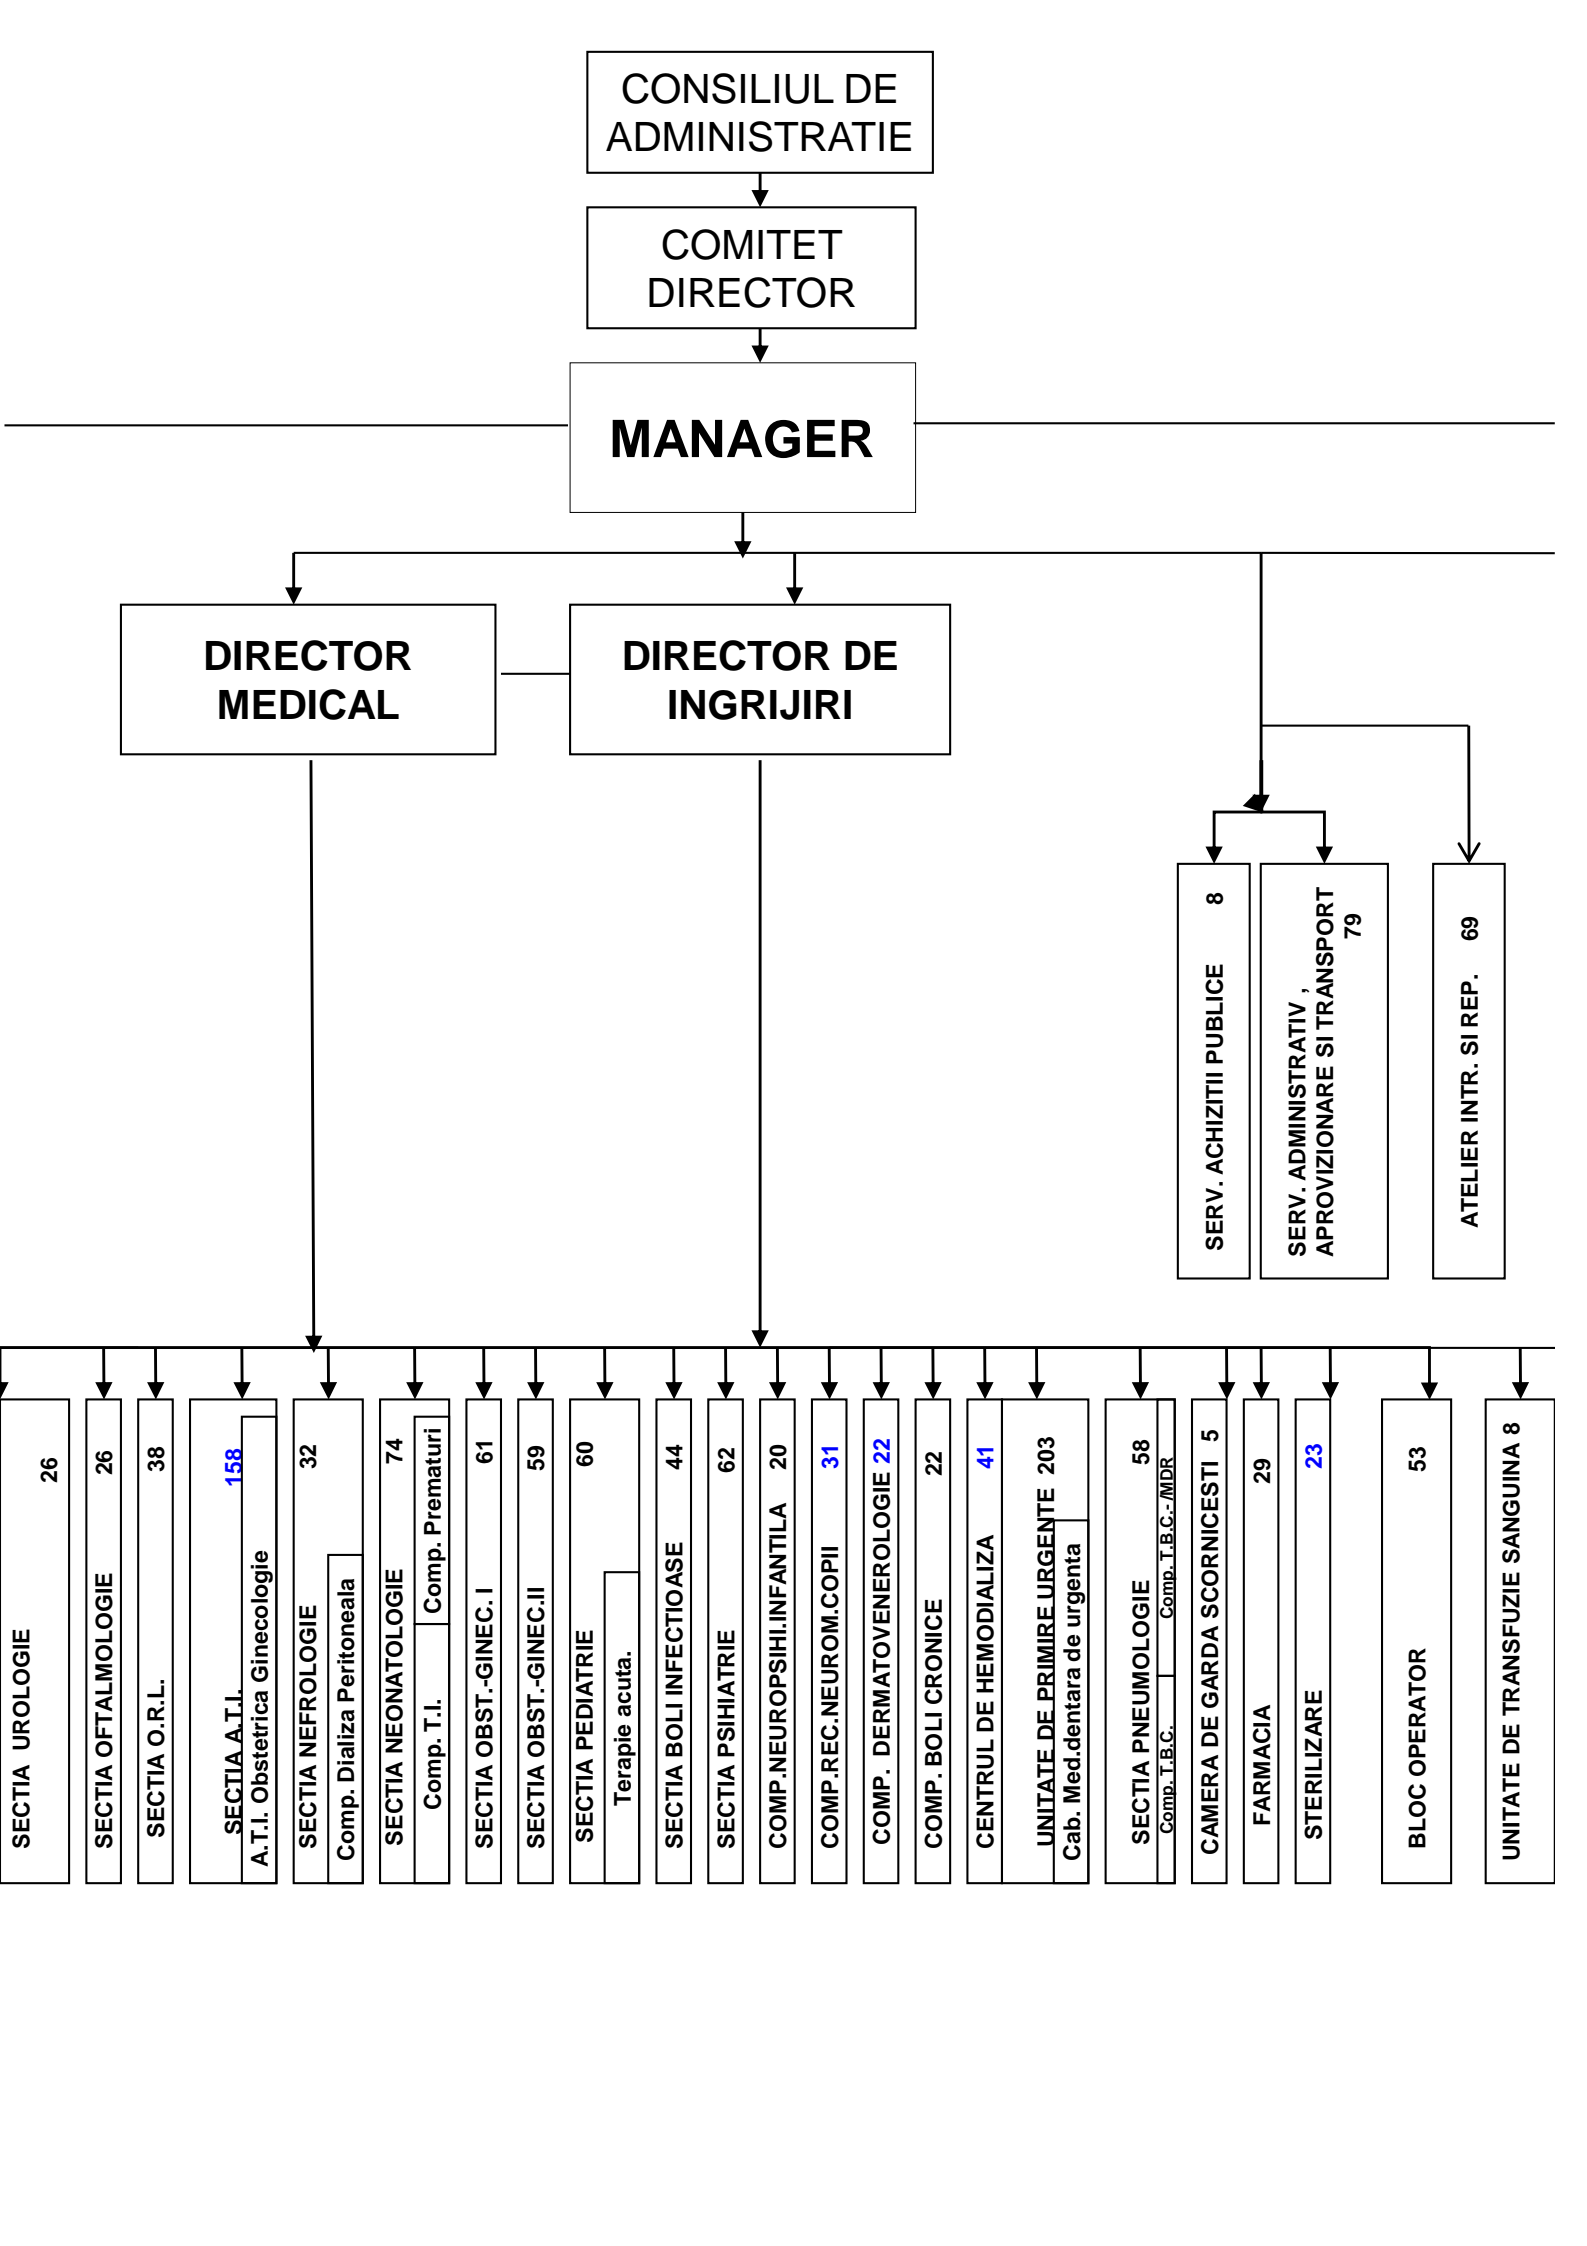 CONSILIUL DE
ADMINISTRATIE
COMITET
DIRECTOR
MANAGER
DIRECTOR
MEDICAL
DIRECTOR DE
INGRIJIRI
SERV. ACHIZITII PUBLICE 8
SERV. ADMINISTRATIV ,
APROVIZIONARE SI TRANSPORT
79
ATELIER INTR. SI REP. 69
SECTIA UROLOGIE
26
SECTIA OFTALMOLOGIE 26
SECTIA O.R.L. 38
SECTIA A.T.I. 158
A.T.I. Obstetrica Ginecologie
SECTIA NEFROLOGIE 32
Comp. Dializa Peritoneala
SECTIA NEONATOLOGIE 74
Comp. T.I.
Comp. Prematuri
SECTIA OBST.-GINEC. I 61
SECTIA OBST.-GINEC.II 59
SECTIA PEDIATRIE 60
Terapie acuta.
SECTIA BOLI INFECTIOASE 44
SECTIA PSIHIATRIE 62
COMP.NEUROPSIHI.INFANTILA 20
COMP.REC.NEUROM.COPII 31
COMP. DERMATOVENEROLOGIE 22
COMP. BOLI CRONICE 22
CENTRUL DE HEMODIALIZA 41
UNITATE DE PRIMIRE URGENTE 203
Cab. Med.dentara de urgenta
SECTIA PNEUMOLOGIE 58
Comp. T.B.C.
Comp. T.B.C.- /MDR
CAMERA DE GARDA SCORNICESTI 5
FARMACIA 29
STERILIZARE 23
BLOC OPERATOR 53
UNITATE DE TRANSFUZIE SANGUINA 8